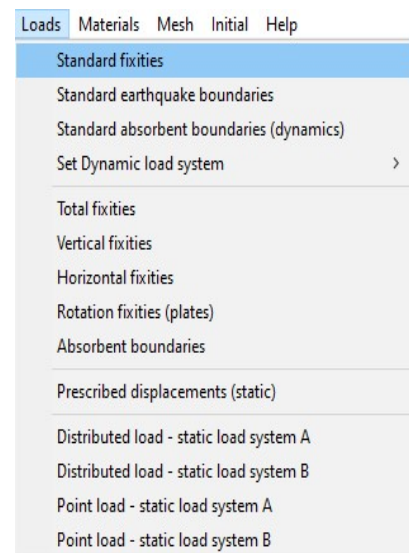 Loads Materials Mesh Initial Help
Standard fixities
Standard earthquake boundaries
Standard absorbent boundaries (dynamics)
Set Dynamic load system >
Total fixities
Vertical fixities
Horizontal fixities
Rotation fixities (plates)
Absorbent boundaries
Prescribed displacements (static)
Distributed load - static load system A
Distributed load - static load system B
Point load - static load system A
Point load - static load system B